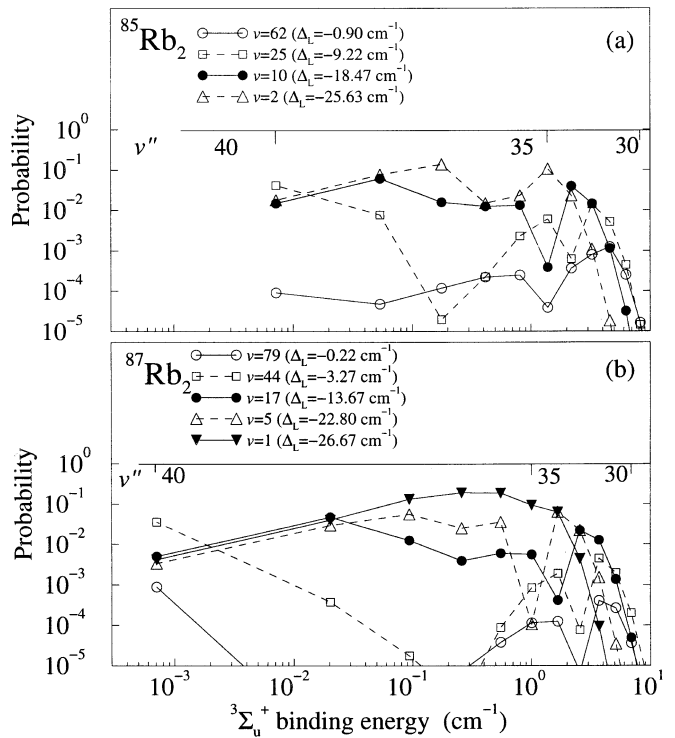 ⁸⁵Rb₂
v=62 (Δ_L=−0.90 cm⁻¹)
v=25 (Δ_L=−9.22 cm⁻¹)
v=10 (Δ_L=−18.47 cm⁻¹)
v=2 (Δ_L=−25.63 cm⁻¹)
(a)
Probability
10⁰
10⁻¹
10⁻²
10⁻³
10⁻⁴
10⁻⁵
v″ 40 35 30
⁸⁷Rb₂
v=79 (Δ_L=−0.22 cm⁻¹)
v=44 (Δ_L=−3.27 cm⁻¹)
v=17 (Δ_L=−13.67 cm⁻¹)
v=5 (Δ_L=−22.80 cm⁻¹)
v=1 (Δ_L=−26.67 cm⁻¹)
(b)
Probability
10⁰
10⁻¹
10⁻²
10⁻³
10⁻⁴
10⁻⁵
v″ 40 35 30
10⁻³ 10⁻² 10⁻¹ 10⁰ 10¹
³Σᵤ⁺ binding energy (cm⁻¹)